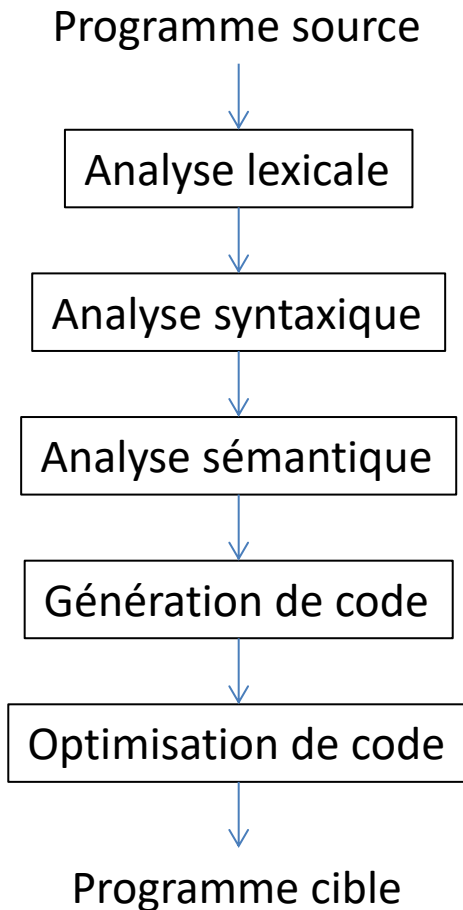 Programme source
Analyse lexicale
Analyse syntaxique
Analyse sémantique
Génération de code
Optimisation de code
Programme cible